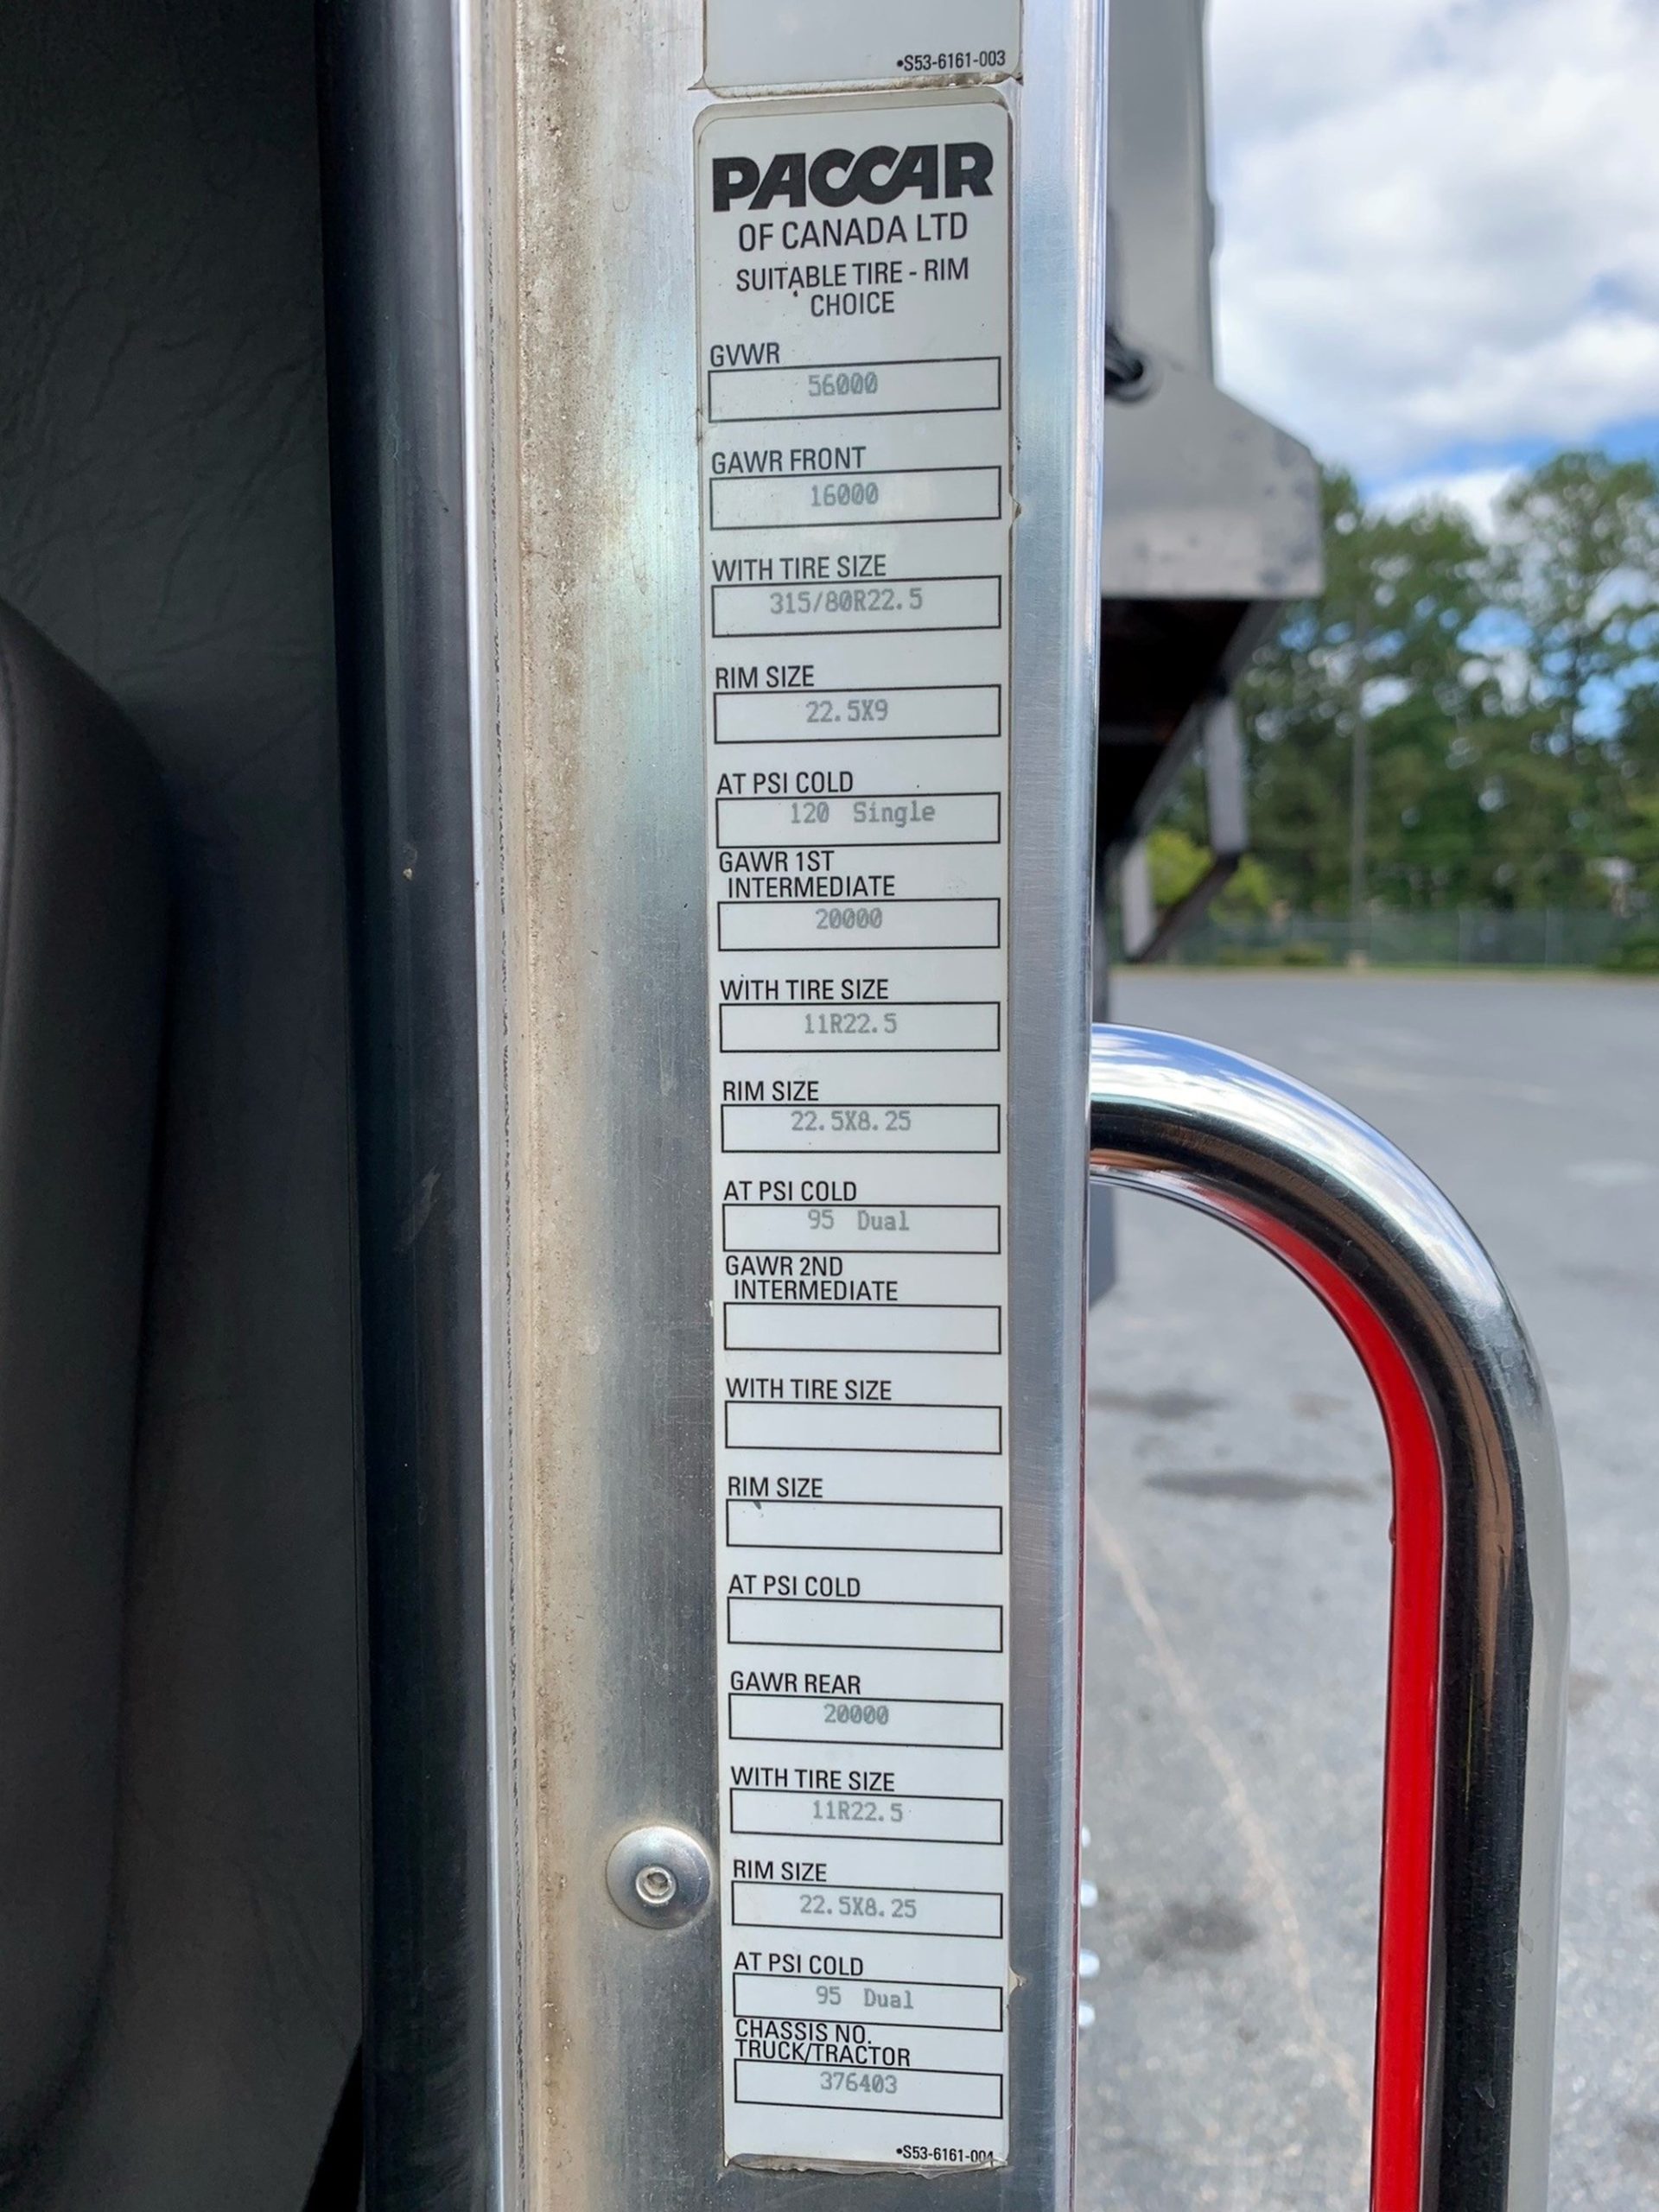 •S53-6161-003
PACCAR
OF CANADA LTD
SUITABLE TIRE - RIM
CHOICE
GVWR
56000
GAWR FRONT
16000
WITH TIRE SIZE
315/80R22.5
RIM SIZE
22.5X9
AT PSI COLD
120 Single
GAWR 1ST
INTERMEDIATE
20000
WITH TIRE SIZE
11R22.5
RIM SIZE
22.5X8.25
AT PSI COLD
95 Dual
GAWR 2ND
INTERMEDIATE
WITH TIRE SIZE
RIM SIZE
AT PSI COLD
GAWR REAR
20000
WITH TIRE SIZE
11R22.5
RIM SIZE
22.5X8.25
AT PSI COLD
95 Dual
CHASSIS NO.
TRUCK/TRACTOR
376403
•S53-6161-004